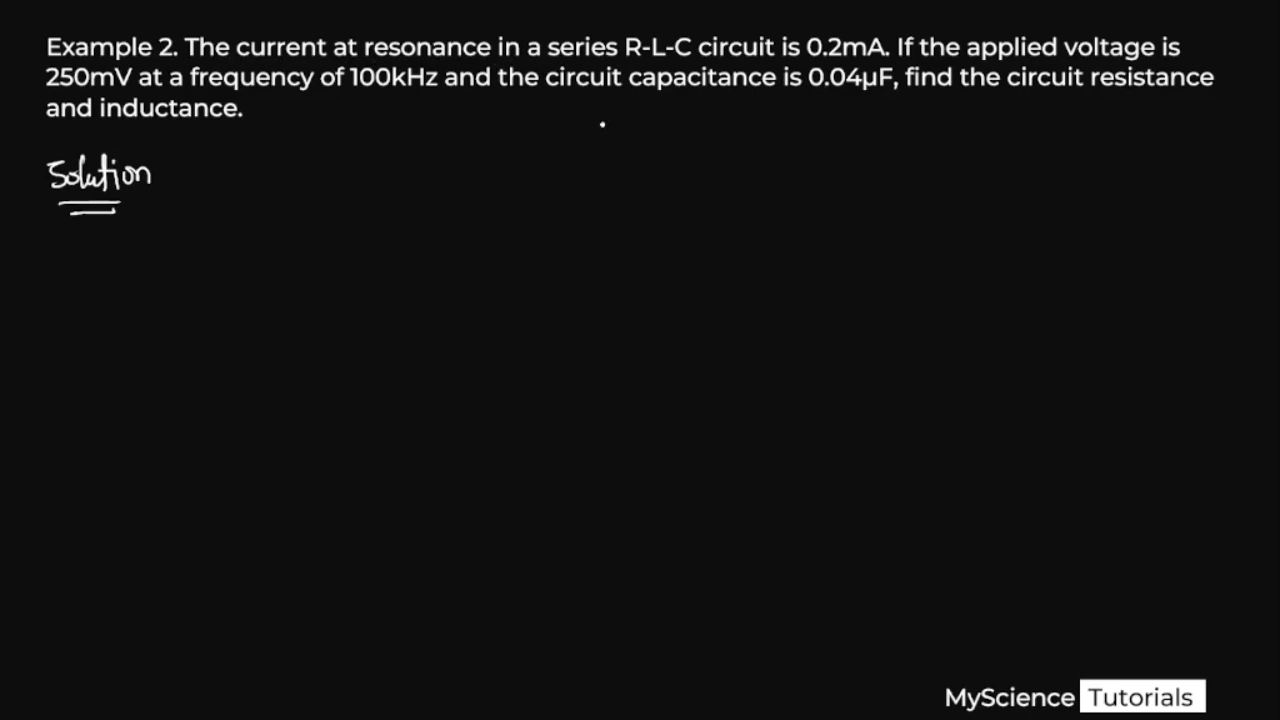 Example 2. The current at resonance in a series R-L-C circuit is 0.2mA. If the applied voltage is
250mV at a frequency of 100kHz and the circuit capacitance is 0.04µF, find the circuit resistance
and inductance.
Solution
MyScience Tutorials